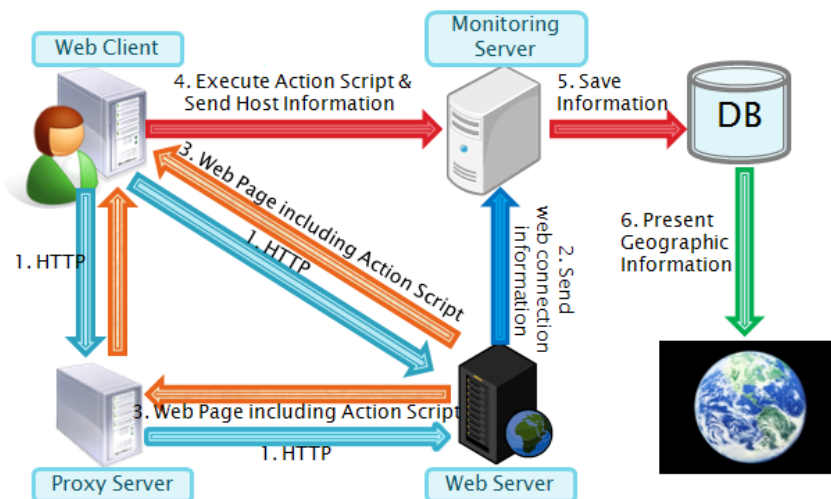 Web Client
Monitoring
Server
4. Execute Action Script &
Send Host Information
5. Save
Information
DB
3. Web Page including Action Script
1. HTTP
1. HTTP
2. Send
web connection
information
6. Present
Geographic
Information
3. Web Page including Action Script
1. HTTP
Proxy Server
Web Server